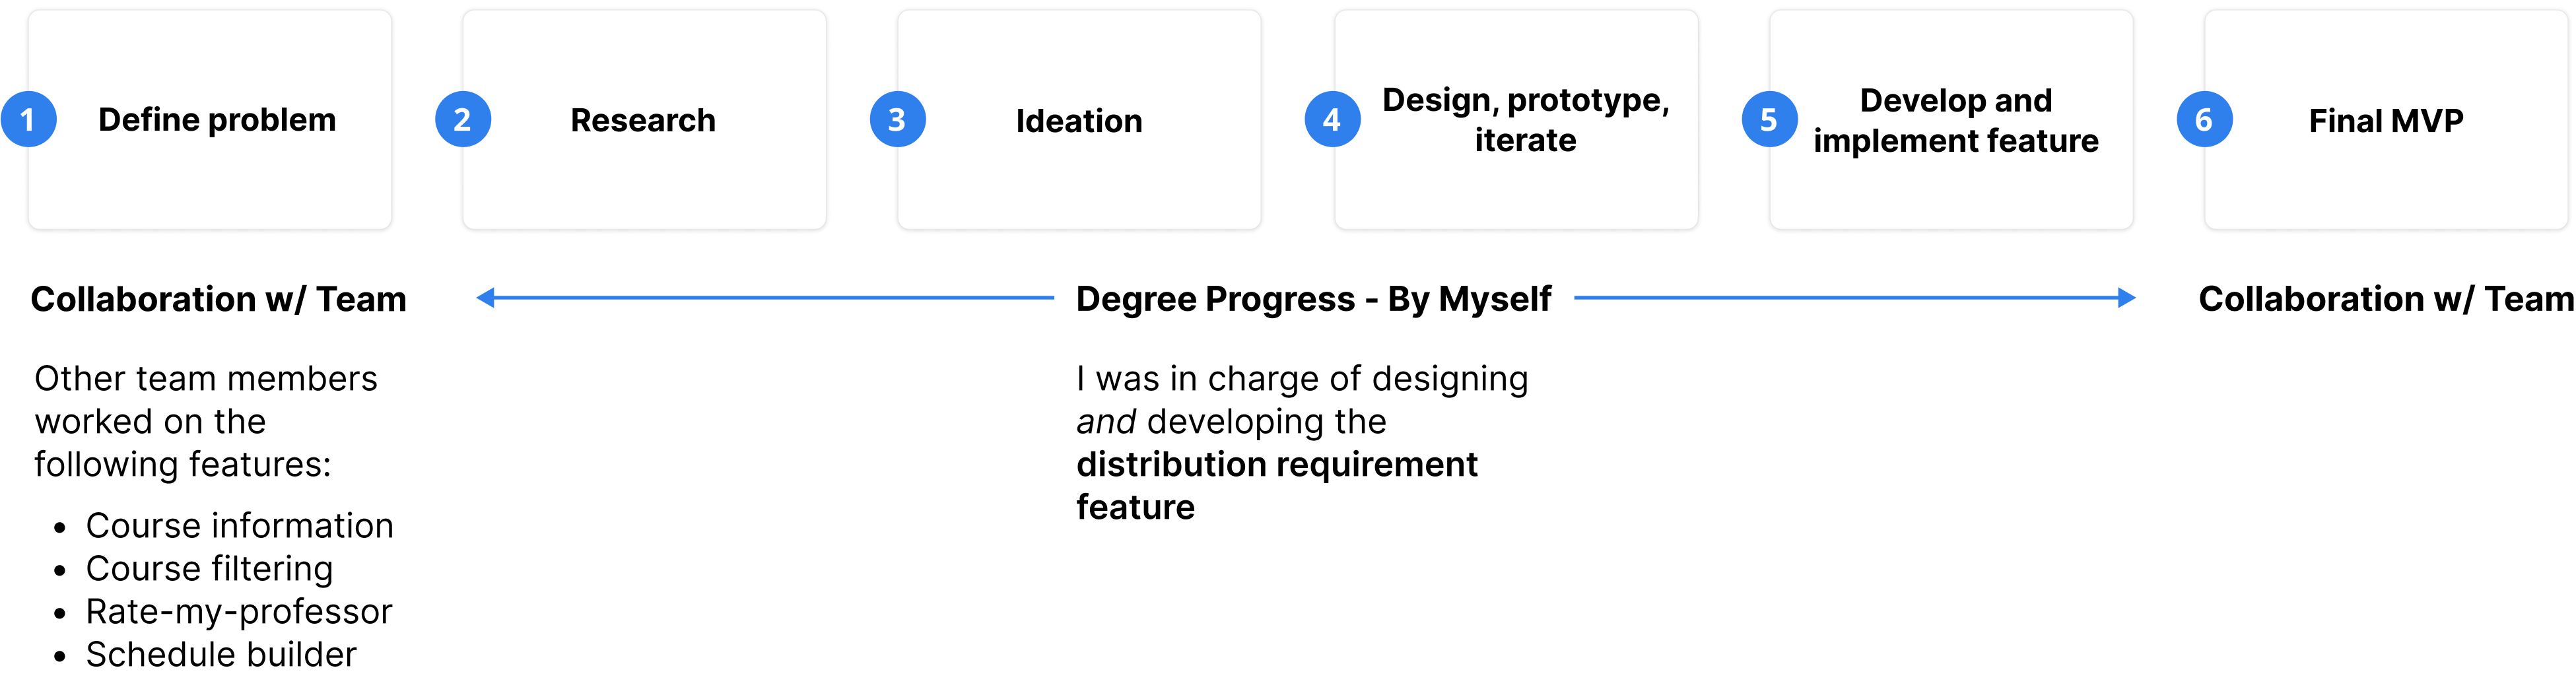 1 Define problem
2 Research
3 Ideation
4 Design, prototype,
iterate
5 Develop and
implement feature
6 Final MVP
Collaboration w/ Team
Other team members
worked on the
following features:
• Course information
• Course filtering
• Rate-my-professor
• Schedule builder
Degree Progress - By Myself
I was in charge of designing
and developing the
distribution requirement
feature
Collaboration w/ Team